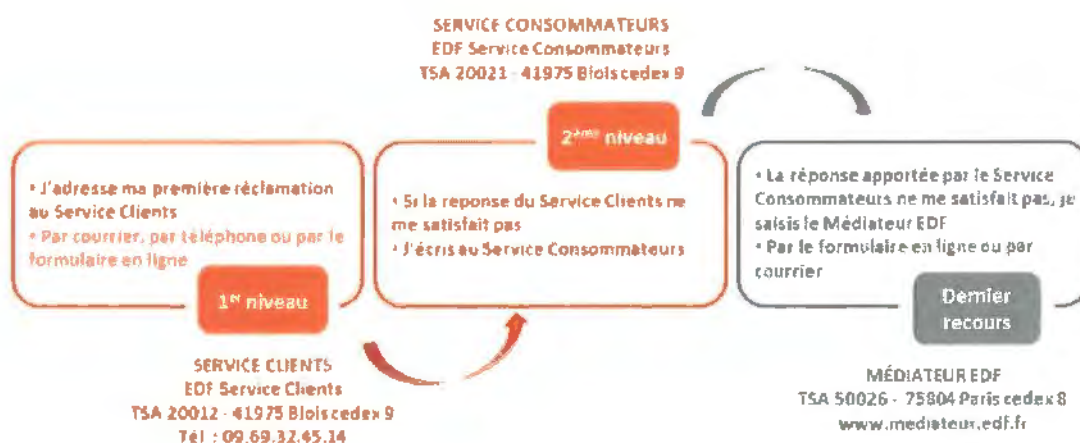 SERVICE CONSOMMATEURS
EDF Service Consommateurs
TSA 20021 - 41975 Blois cedex 9
2ème niveau
• J'adresse ma première réclamation
au Service Clients
• Par courrier, par téléphone ou par le
formulaire en ligne
1er niveau
• Si la reponse du Service Clients ne
me satisfait pas
• J'écris au Service Consommateurs
• La réponse apportée par le Service
Consommateurs ne me satisfait pas, je
saisis le Médiateur EDF
• Par le formulaire en ligne ou par
courrier
Dernier
recours
SERVICE CLIENTS
EDF Service Clients
TSA 20012 - 41975 Blois cedex 9
Tél : 09.69.32.45.14
MÉDIATEUR EDF
TSA 50026 - 75804 Paris cedex 8
www.mediateur.edf.fr